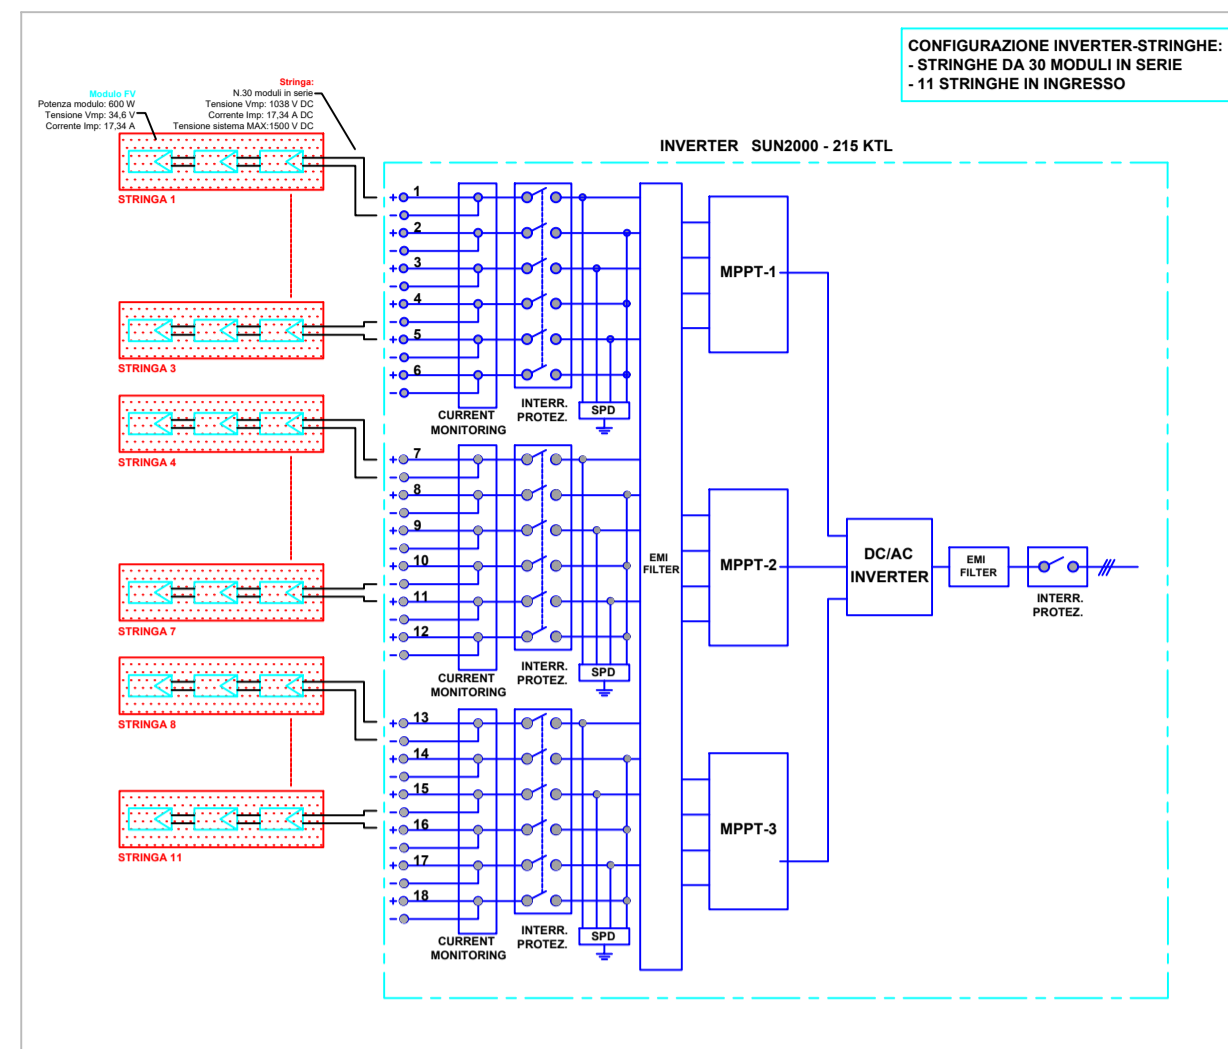 CONFIGURAZIONE INVERTER-STRINGHE:
- STRINGHE DA 30 MODULI IN SERIE
- 11 STRINGHE IN INGRESSO
Modulo FV
Potenza modulo: 600 W
Tensione Vmp: 34,6 V
Corrente Imp: 17,34 A
Stringa:
N.30 moduli in serie
Tensione Vmp: 1038 V DC
Corrente Imp: 17,34 A DC
Tensione sistema MAX:1500 V DC
INVERTER SUN2000 - 215 KTL
STRINGA 1
STRINGA 3
STRINGA 4
STRINGA 7
STRINGA 8
STRINGA 11
+ 1
-
+ 2
-
+ 3
-
+ 4
-
+ 5
-
+ 6
-
CURRENT
MONITORING
INTERR.
PROTEZ.
SPD
+ 7
-
+ 8
-
+ 9
-
+ 10
-
+ 11
-
+ 12
-
CURRENT
MONITORING
INTERR.
PROTEZ.
SPD
+ 13
-
+ 14
-
+ 15
-
+ 16
-
+ 17
-
+ 18
-
CURRENT
MONITORING
INTERR.
PROTEZ.
SPD
EMI
FILTER
MPPT-1
MPPT-2
MPPT-3
DC/AC
INVERTER
EMI
FILTER
INTERR.
PROTEZ.